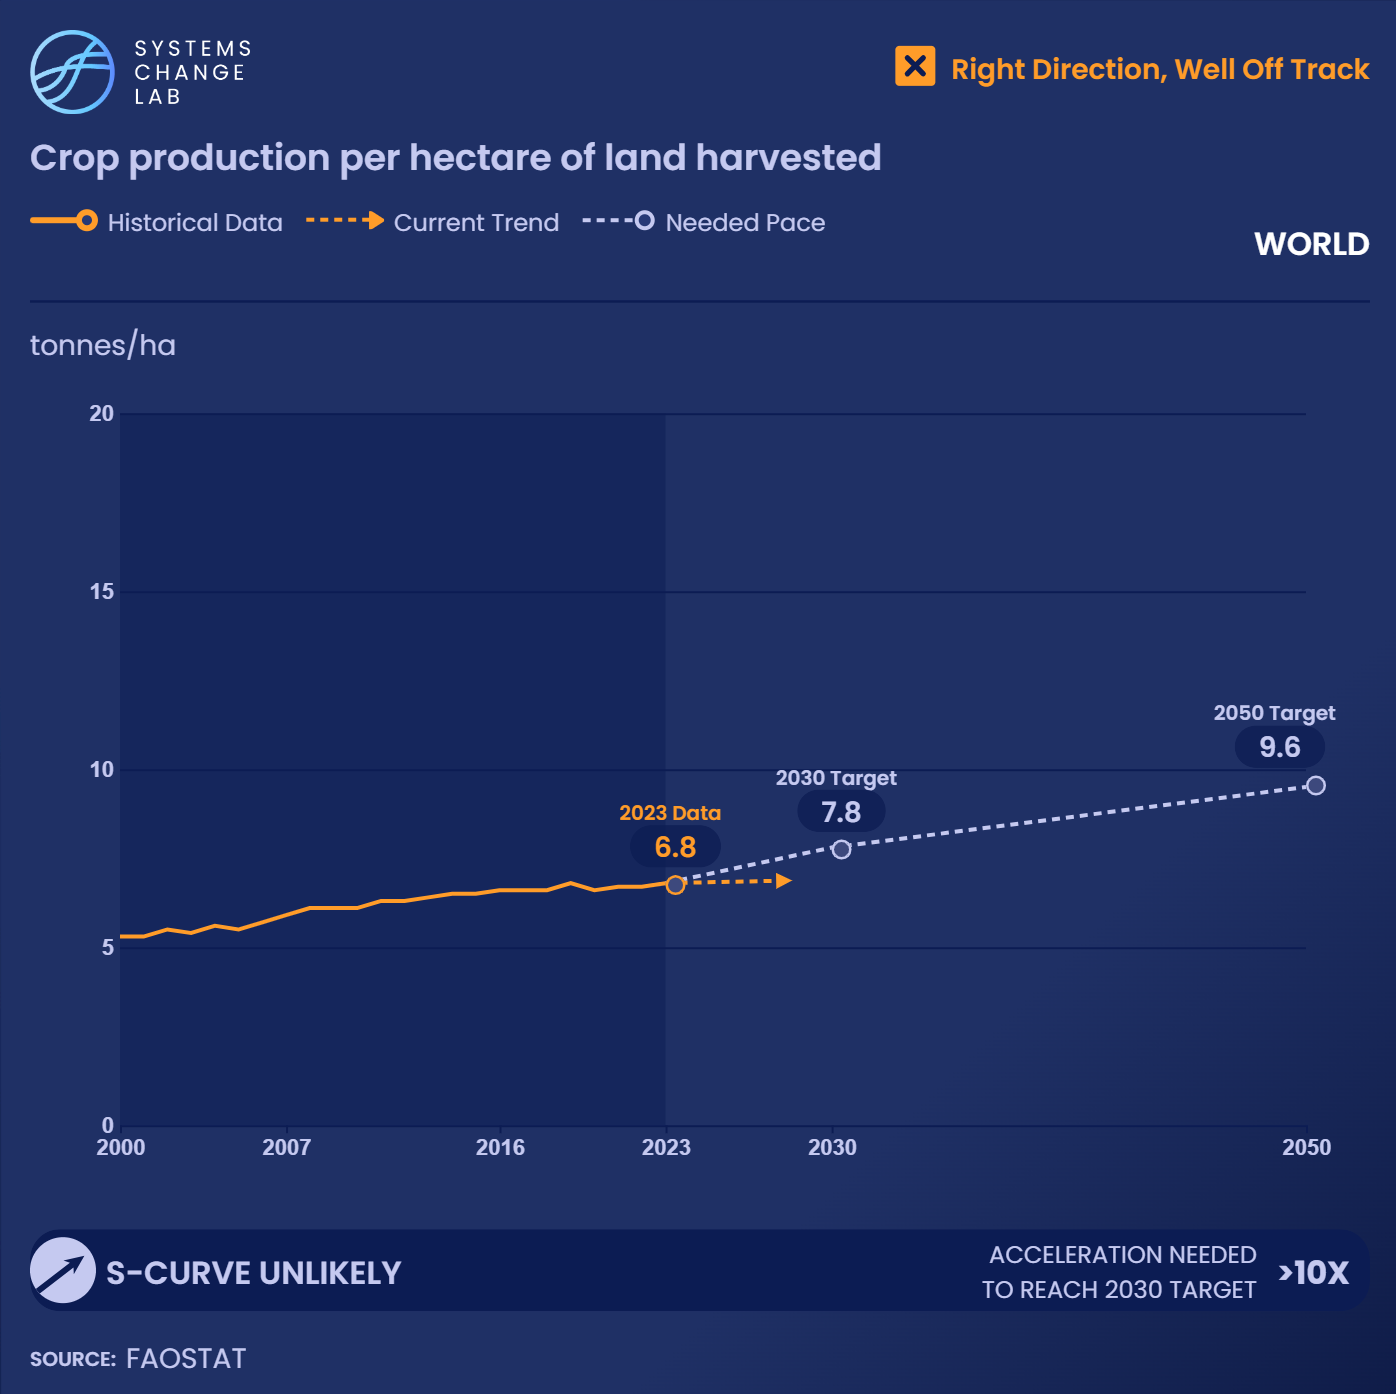 SYSTEMS
CHANGE
LAB
Right Direction, Well Off Track
Crop production per hectare of land harvested
Historical Data
Current Trend
Needed Pace
WORLD
tonnes/ha
20
15
10
5
0
2050 Target
9.6
2030 Target
7.8
2023 Data
6.8
2000
2007
2016
2023
2030
2050
S-CURVE UNLIKELY
ACCELERATION NEEDED
TO REACH 2030 TARGET
>10X
SOURCE: FAOSTAT